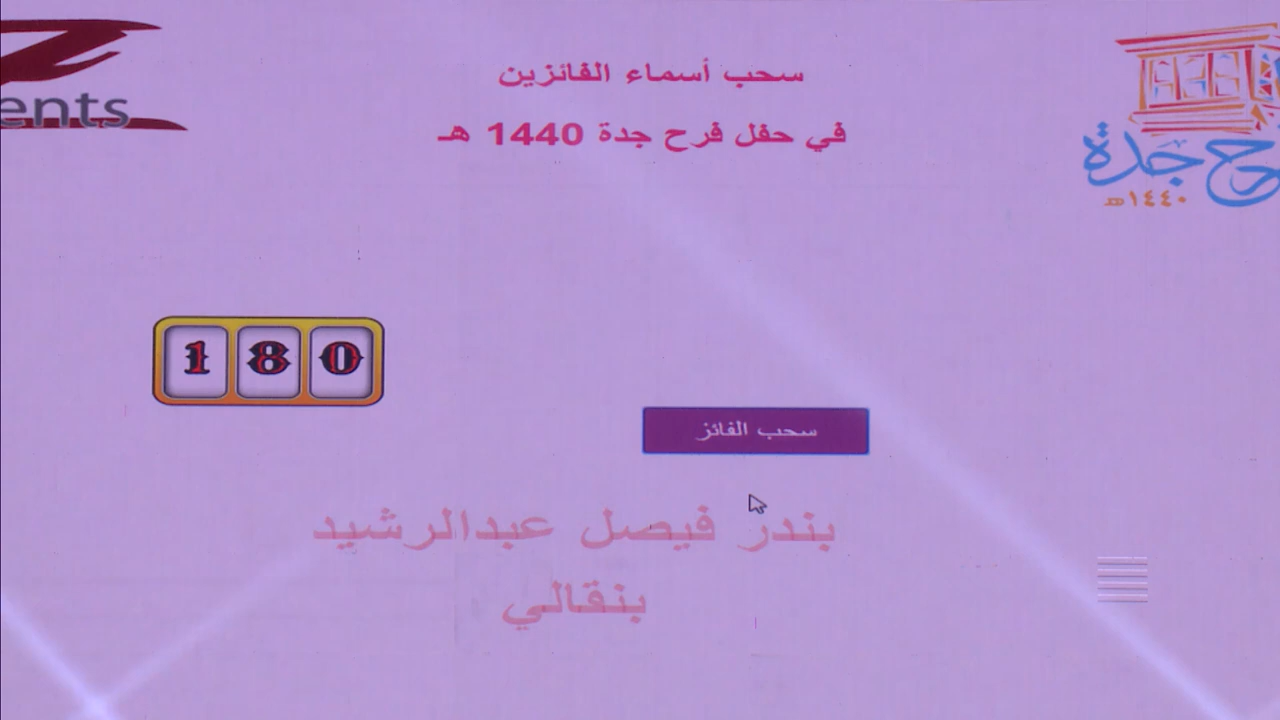 سحب أسماء الفائزين
في حفل فرح جدة 1440 هـ
ents
رح جدة
١٤٤٠هـ
180
سحب الفائز
بندر فيصل عبدالرشيد
بنقالي